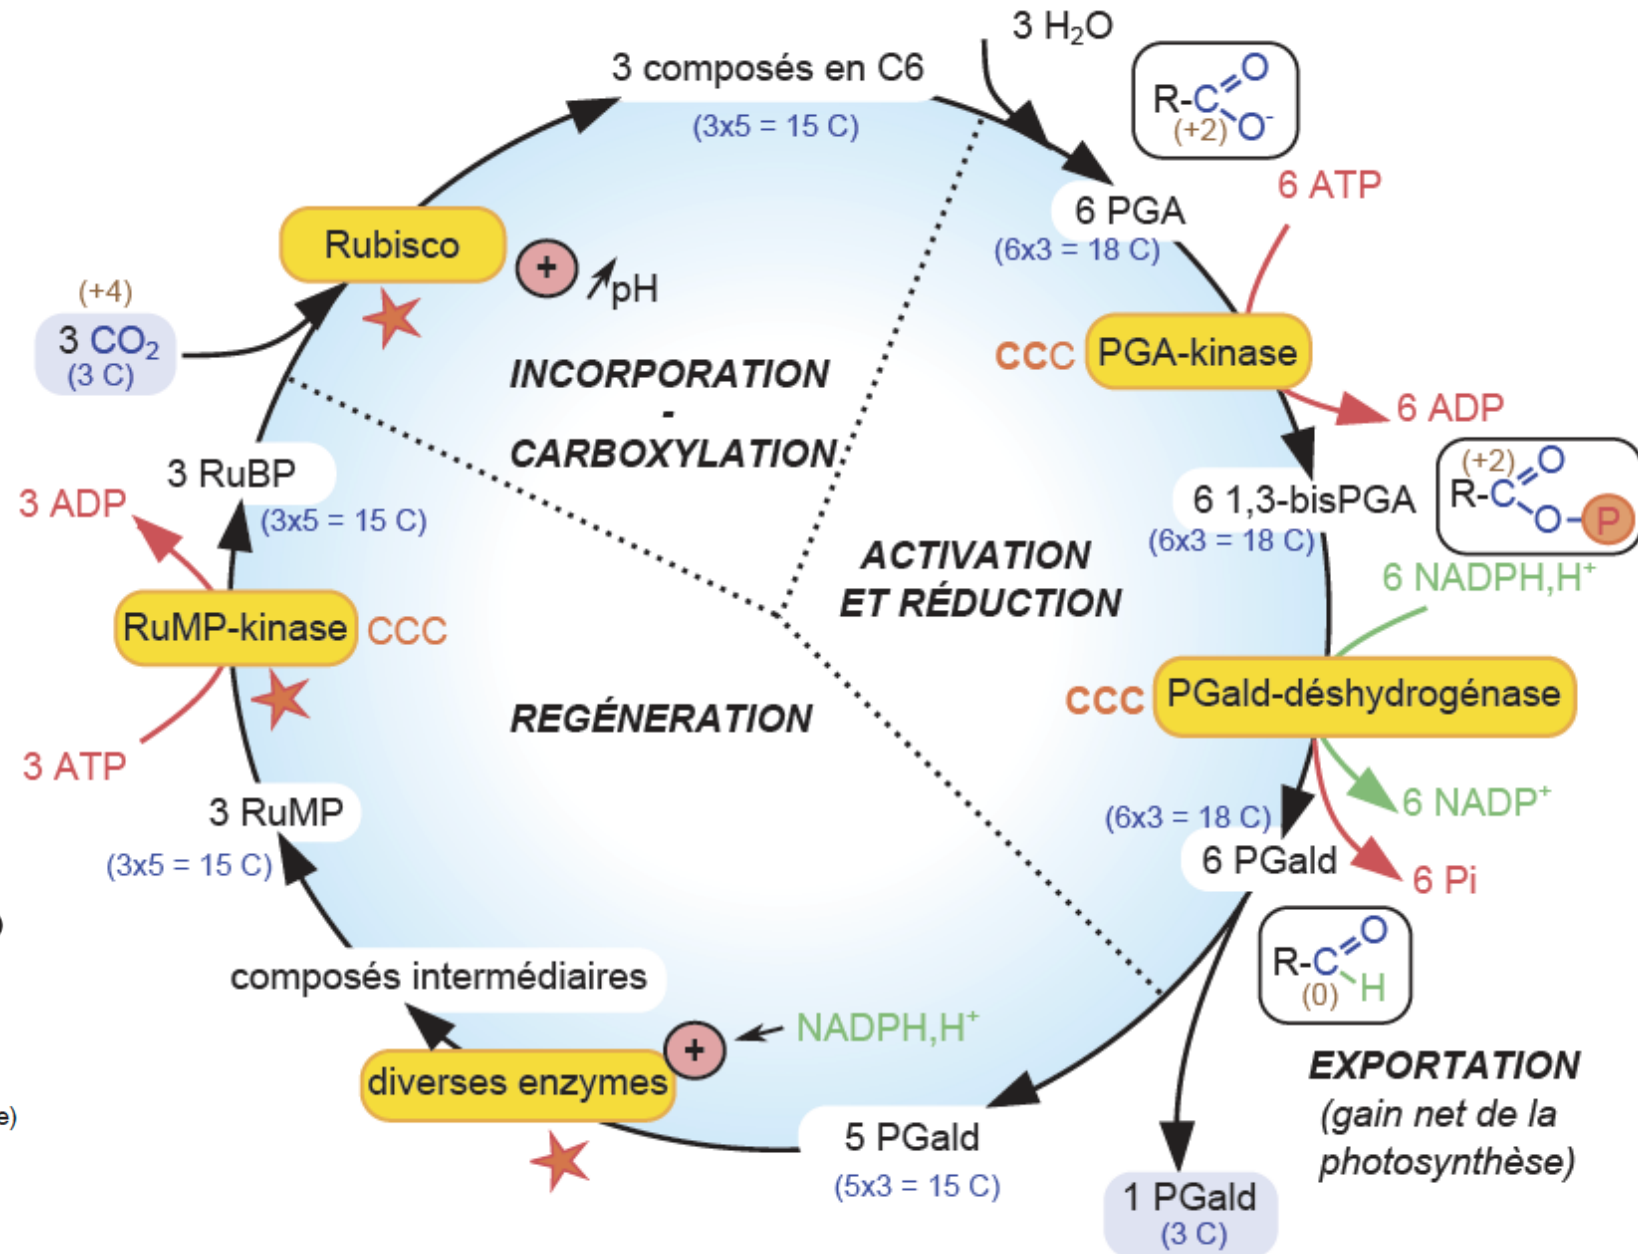 3 H₂O
3 composés en C6
(3x5 = 15 C)
R-C
O
O⁻
(+2)
6 ATP
6 PGA
(6x3 = 18 C)
Rubisco
+
pH
(+4)
3 CO₂
(3 C)
INCORPORATION
-
CARBOXYLATION
CCC
PGA-kinase
6 ADP
3 RuBP
(3x5 = 15 C)
3 ADP
6 1,3-bisPGA
(6x3 = 18 C)
(+2)
R-C
O
O-P
ACTIVATION
ET RÉDUCTION
6 NADPH,H⁺
RuMP-kinase
CCC
CCC
PGald-déshydrogénase
REGÉNERATION
3 ATP
3 RuMP
(3x5 = 15 C)
6 NADP⁺
(6x3 = 18 C)
6 PGald
6 Pi
R-C
O
H
(0)
composés intermédiaires
NADPH,H⁺
+
diverses enzymes
5 PGald
(5x3 = 15 C)
EXPORTATION
(gain net de la
photosynthèse)
1 PGald
(3 C)
)
e)